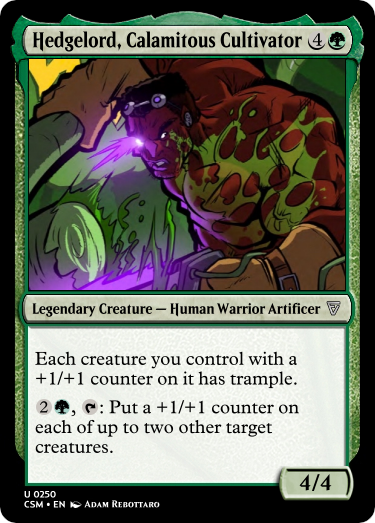 Hedgelord, Calamitous Cultivator 4
Legendary Creature — Human Warrior Artificer
Each creature you control with a
+1/+1 counter on it has trample.
2 , : Put a +1/+1 counter on
each of up to two other target
creatures.
4/4
U 0250
CSM • EN Adam Rebottaro